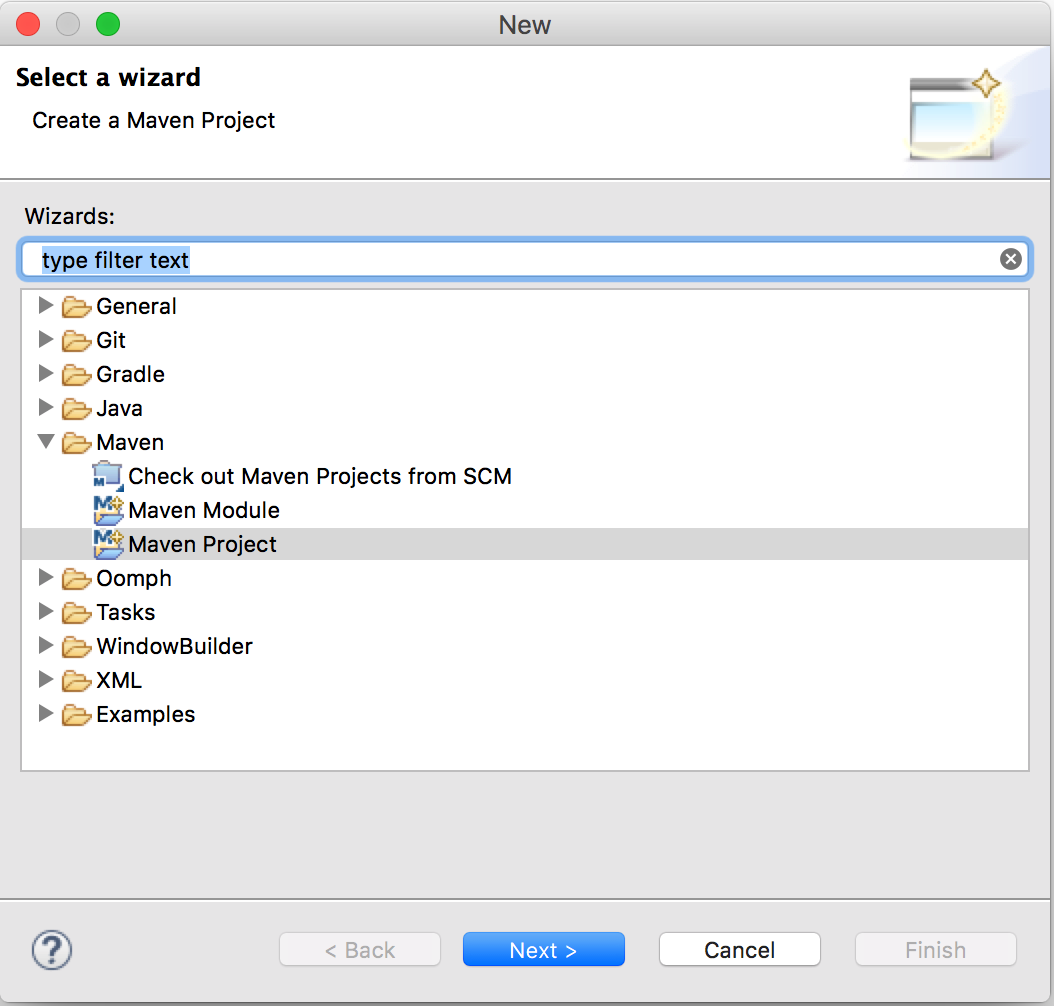 New
Select a wizard
Create a Maven Project
Wizards:
type filter text
General
Git
Gradle
Java
Maven
Check out Maven Projects from SCM
Maven Module
Maven Project
Oomph
Tasks
WindowBuilder
XML
Examples
? < Back Next > Cancel Finish